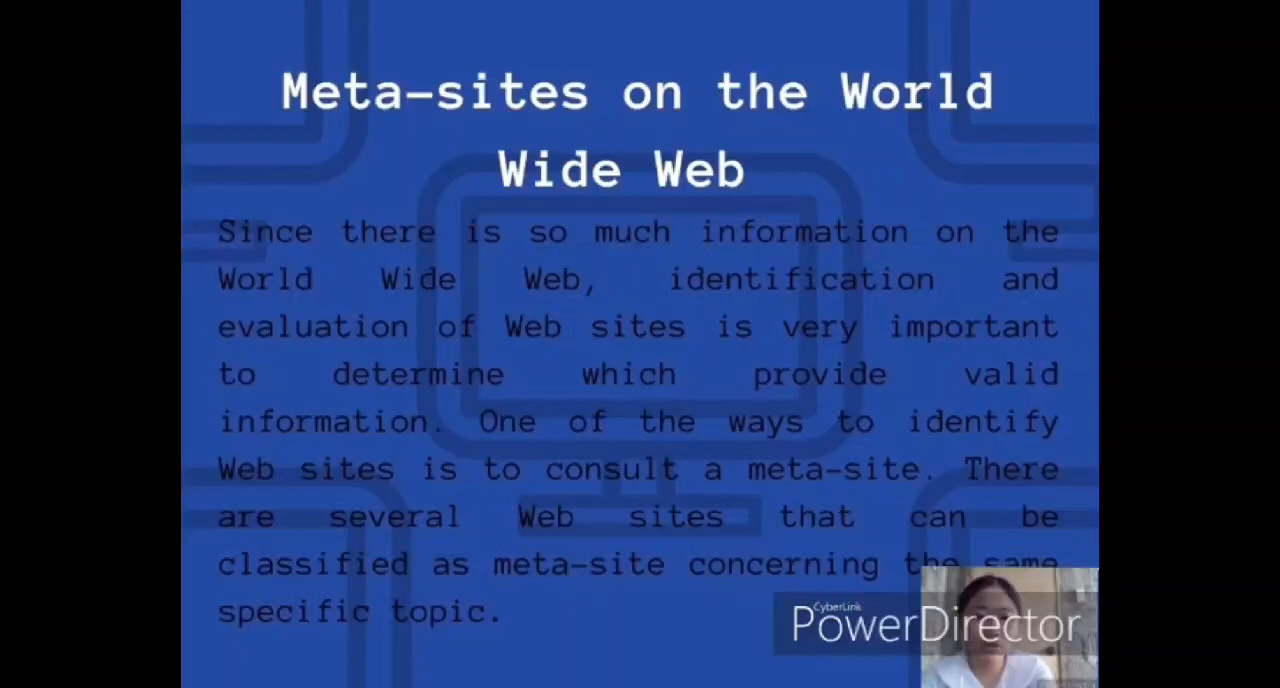 Meta-sites on the World
Wide Web
Since there is so much information on the
World Wide Web, identification and
evaluation of Web sites is very important
to determine which provide valid
information. One of the ways to identify
Web sites is to consult a meta-site. There
are several Web sites that can be
classified as meta-site concerning the same
specific topic.
CyberLink
PowerDirector